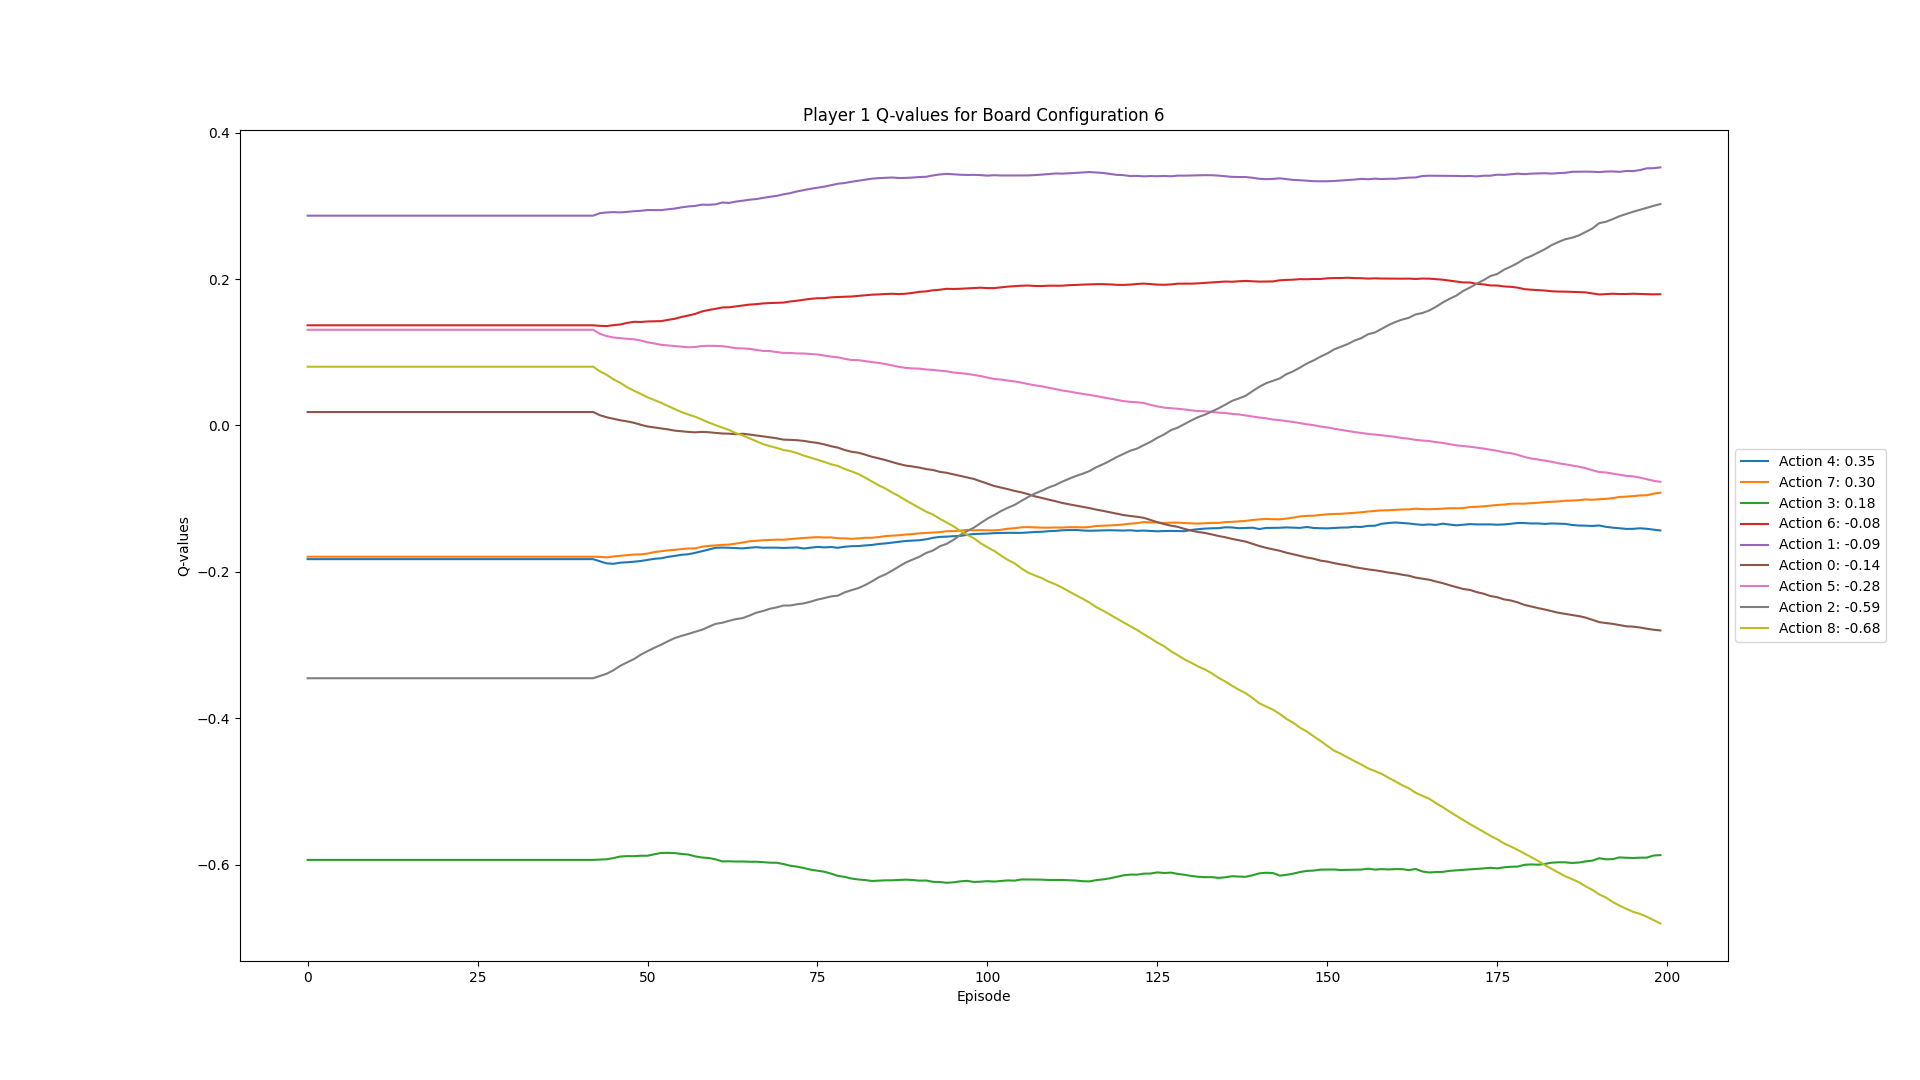 Player 1 Q-values for Board Configuration 6
0.4
0.2
0.0
−0.2
−0.4
−0.6
Q-values
0 25 50 75 100 125 150 175 200
Episode
Action 4: 0.35
Action 7: 0.30
Action 3: 0.18
Action 6: -0.08
Action 1: -0.09
Action 0: -0.14
Action 5: -0.28
Action 2: -0.59
Action 8: -0.68